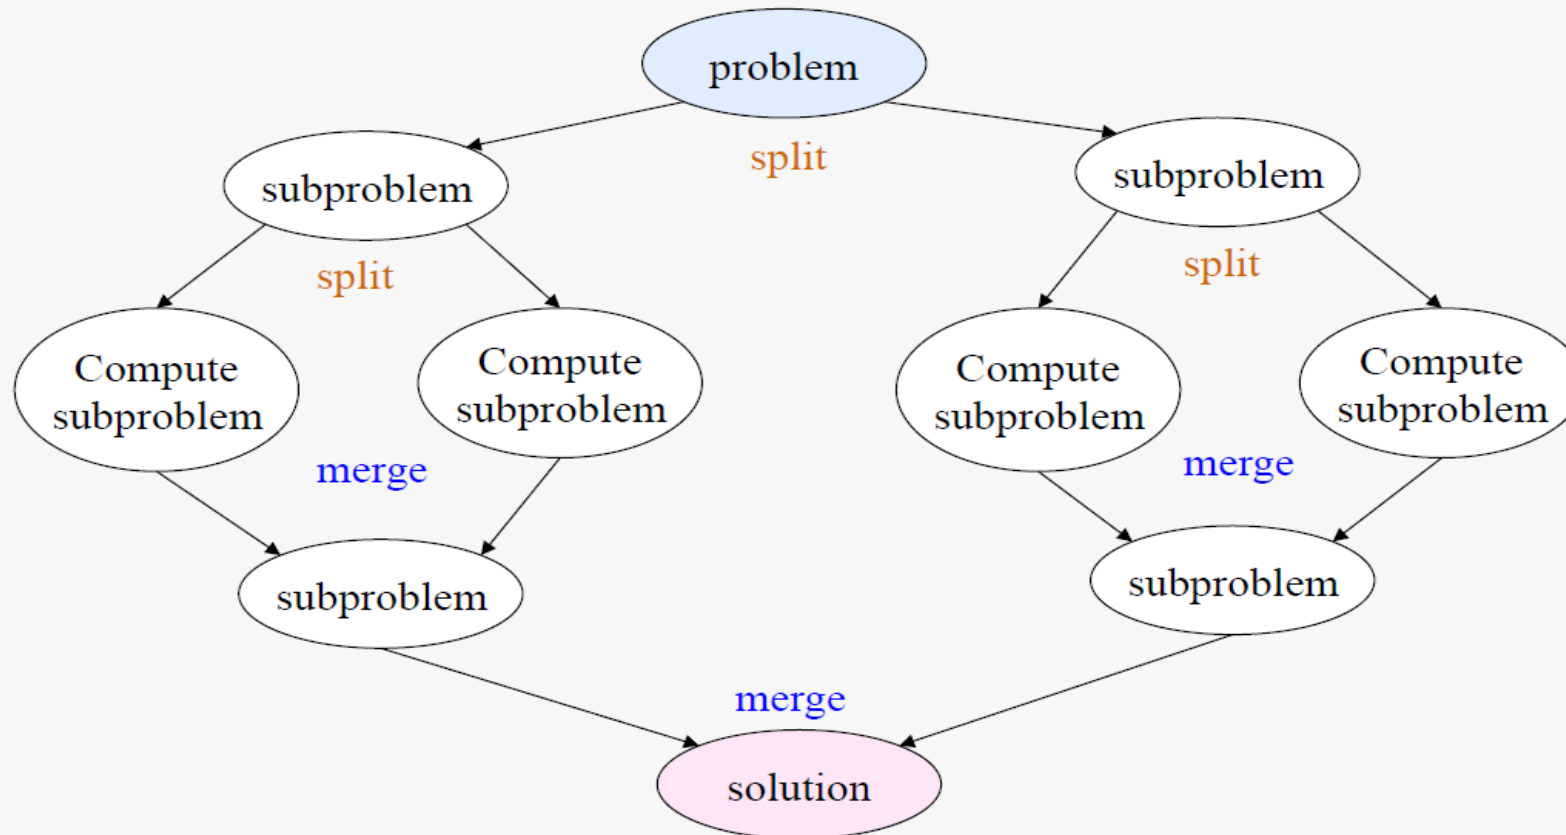 problem
split
subproblem
subproblem
split
split
Compute
subproblem
Compute
subproblem
Compute
subproblem
Compute
subproblem
merge
merge
subproblem
subproblem
merge
solution